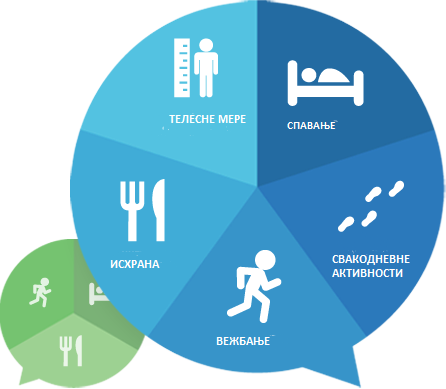 ТЕЛЕСНЕ МЕРЕ
СПАВАЊЕ
ИСХРАНА
СВАКОДНЕВНЕ
АКТИВНОСТИ
ВЕЖБАЊЕ